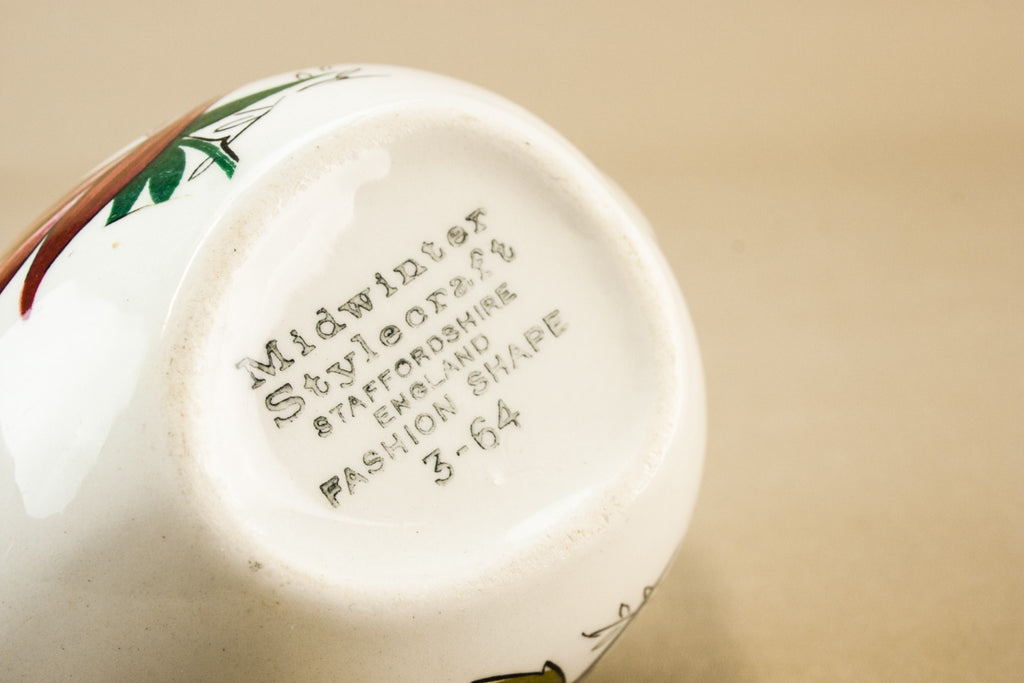 Midwinter
Stylecraft
STAFFORDSHIRE
ENGLAND
FASHION SHAPE
3-64